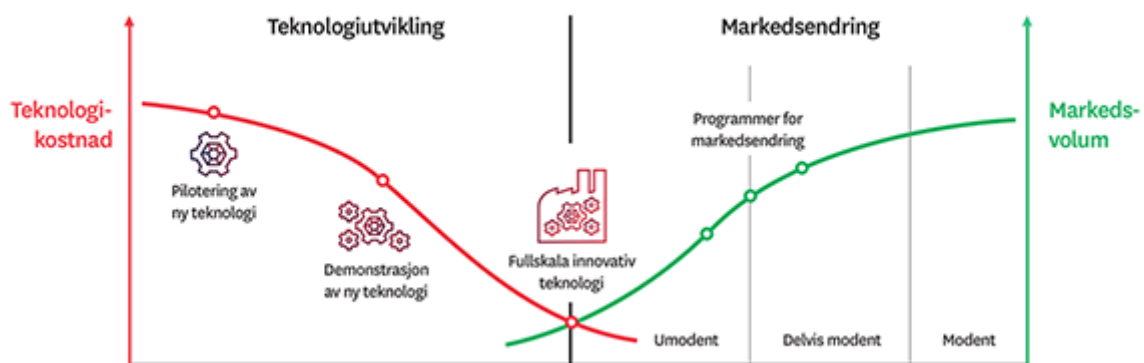 Teknologiutvikling
Markedsendring
Teknologi-
kostnad
Markeds-
volum
Programmer for
markedsendring
Pilotering av
ny teknologi
Demonstrasjon
av ny teknologi
Fullskala innovativ
teknologi
Umodent
Delvis modent
Modent